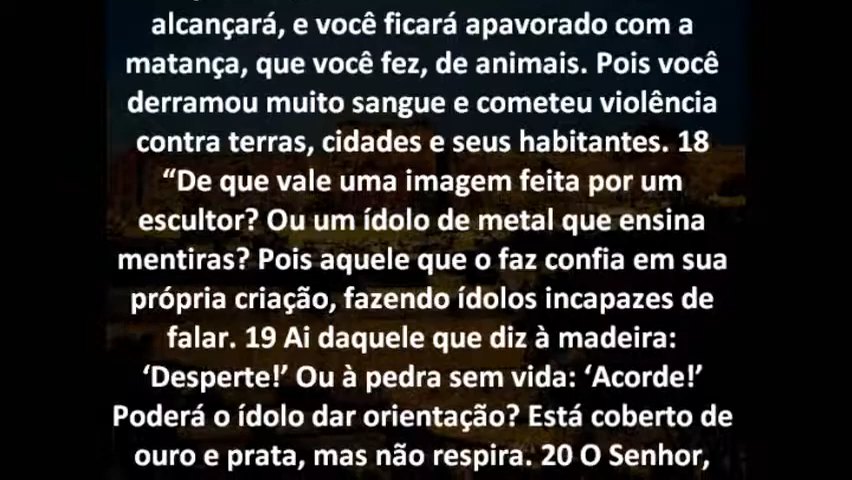 alcançará, e você ficará apavorado com a
matança, que você fez, de animais. Pois você
derramou muito sangue e cometeu violência
contra terras, cidades e seus habitantes. 18
“De que vale uma imagem feita por um
escultor? Ou um ídolo de metal que ensina
mentiras? Pois aquele que o faz confia em sua
própria criação, fazendo ídolos incapazes de
falar. 19 Ai daquele que diz à madeira:
‘Desperte!’ Ou à pedra sem vida: ‘Acorde!’
Poderá o ídolo dar orientação? Está coberto de
ouro e prata, mas não respira. 20 O Senhor,